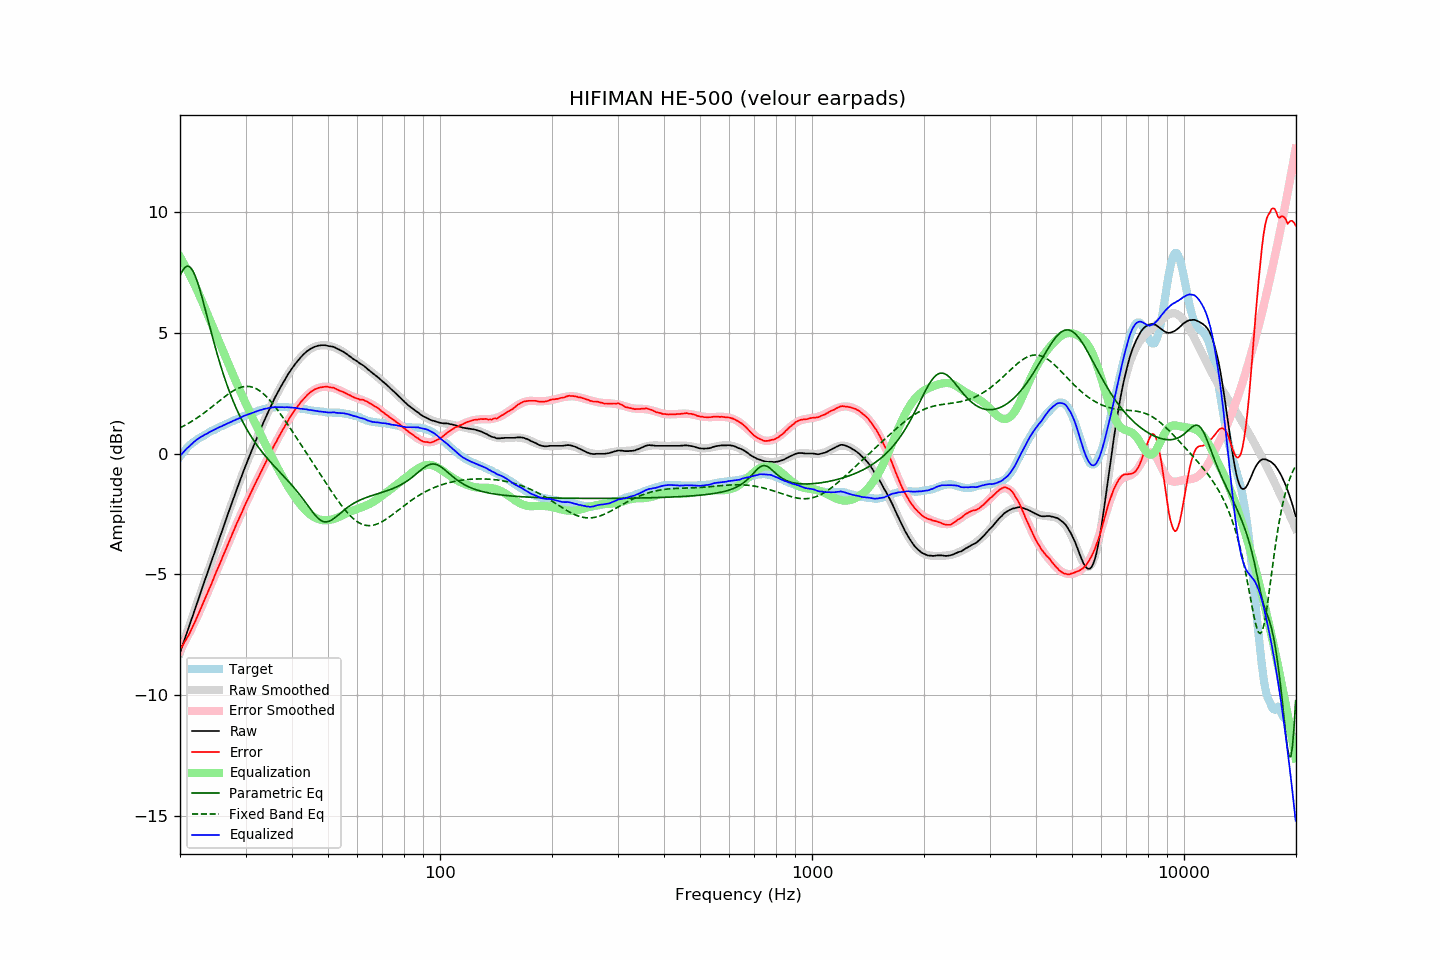 HIFIMAN HE-500 (velour earpads)
Amplitude (dBr)
10
5
0
−5
−10
−15
Target
Raw Smoothed
Error Smoothed
Raw
Error
Equalization
Parametric Eq
Fixed Band Eq
Equalized
100
1000
10000
Frequency (Hz)